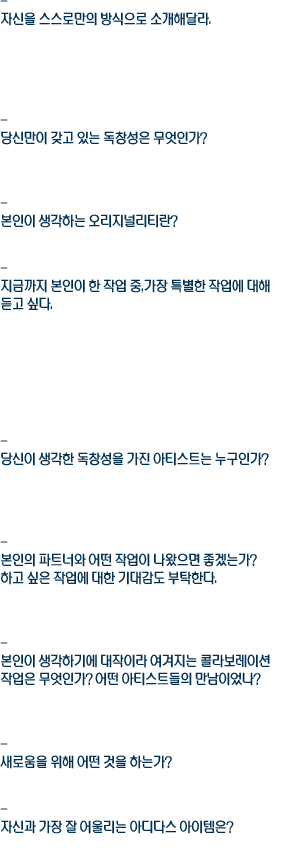 –
자신을 스스로만의 방식으로 소개해달라.
–
당신만이 갖고 있는 독창성은 무엇인가?
–
본인이 생각하는 오리지널리티란?
–
지금까지 본인이 한 작업 중,가장 특별한 작업에 대해
듣고 싶다.
–
당신이 생각한 독창성을 가진 아티스트는 누구인가?
–
본인의 파트너와 어떤 작업이 나왔으면 좋겠는가?
하고 싶은 작업에 대한 기대감도 부탁한다.
–
본인이 생각하기에 대작이라 여겨지는 콜라보레이션
작업은 무엇인가? 어떤 아티스트들의 만남이었나?
–
새로움을 위해 어떤 것을 하는가?
–
자신과 가장 잘 어울리는 아디다스 아이템은?